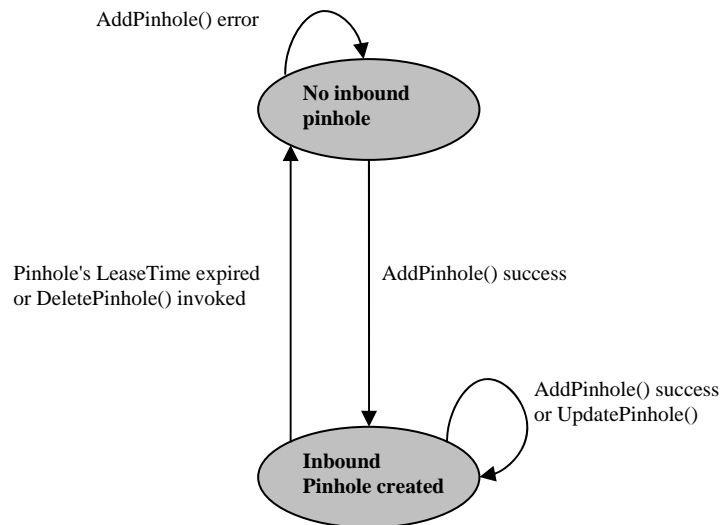 AddPinhole() error
No inbound
pinhole
Pinhole's LeaseTime expired
or DeletePinhole() invoked
AddPinhole() success
AddPinhole() success
or UpdatePinhole()
Inbound
Pinhole created